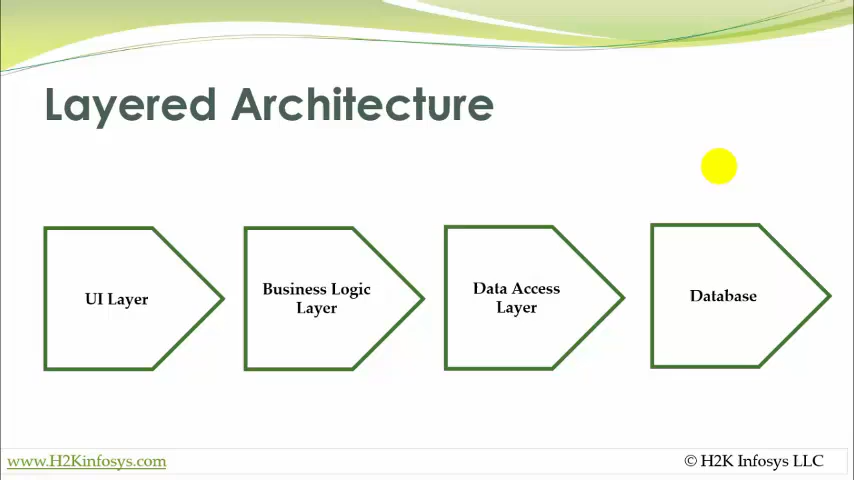 Layered Architecture
UI Layer
Business Logic
Layer
Data Access
Layer
Database
www.H2Kinfosys.com
© H2K Infosys LLC